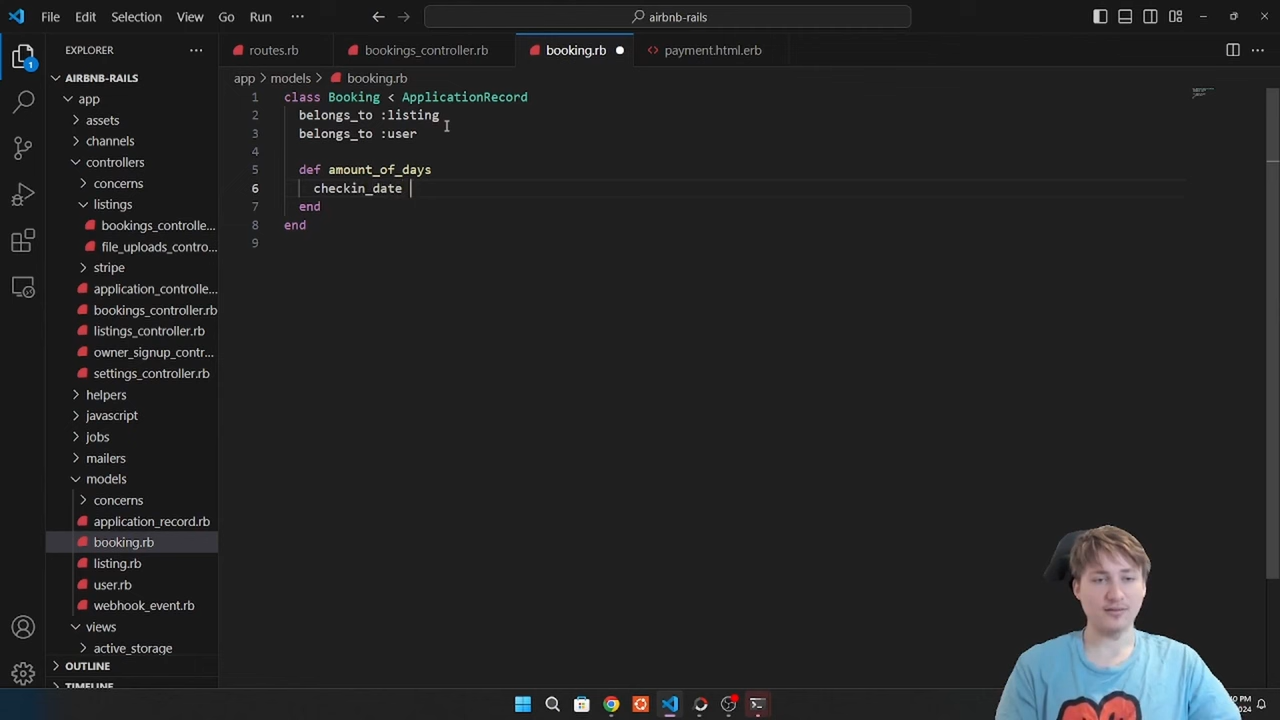 File Edit Selection View Go Run ··· airbnb-rails
EXPLORER ···
routes.rb bookings_controller.rb booking.rb payment.html.erb ···
AIRBNB-RAILS
app > models > booking.rb
app
assets
channels
controllers
concerns
listings
bookings_controlle...
file_uploads_contro...
stripe
application_controlle...
bookings_controller.rb
listings_controller.rb
owner_signup_contr...
settings_controller.rb
helpers
javascript
jobs
mailers
models
concerns
application_record.rb
booking.rb
listing.rb
user.rb
webhook_event.rb
views
active_storage
OUTLINE
TIMELINE
1 class Booking < ApplicationRecord
2 belongs_to :listing
3 belongs_to :user
4
5 def amount_of_days
6 checkin_date
7 end
8 end
9
1